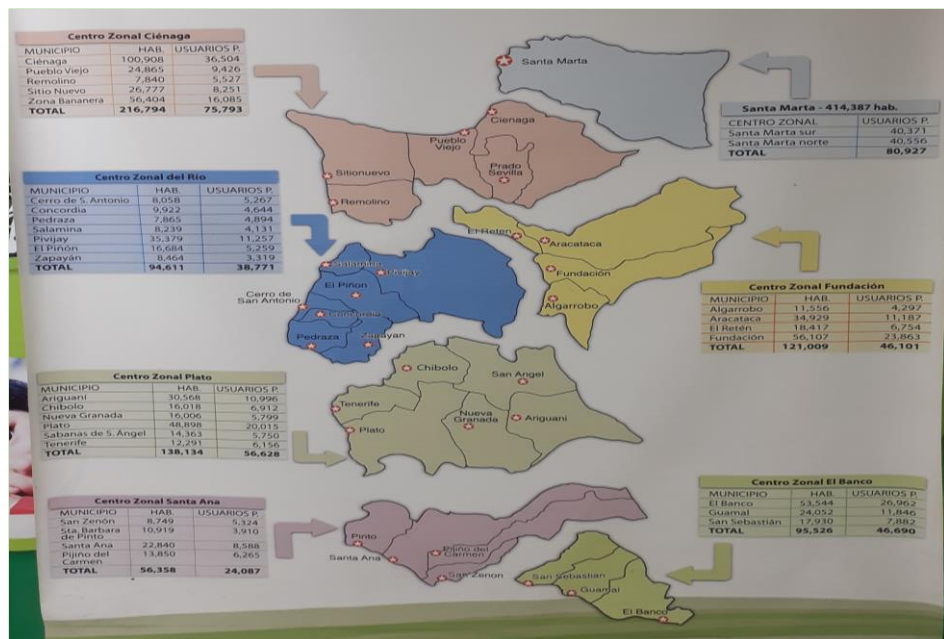 Centro Zonal Ciénaga
MUNICIPIO HAB. USUARIOS P.
Ciénaga 100,908 36,504
Pueblo Viejo 24,865 9,426
Remolino 7,840 5,527
Sitio Nuevo 26,777 8,251
Zona Bananera 56,404 16,085
TOTAL 216,794 75,793
Santa Marta
Santa Marta - 414,387 hab.
CENTRO ZONAL USUARIOS P.
Santa Marta sur 40,371
Santa Marta norte 40,556
TOTAL 80,927
Cienaga
Pueblo
Viejo
Prado
Sevilla
Sitionuevo
Remolino
Centro Zonal del Río
MUNICIPIO HAB. USUARIOS P.
Cerro de S. Antonio 8,058 5,267
Concordia 9,922 4,644
Pedraza 7,865 4,894
Salamina 8,239 4,131
Pivijay 35,379 11,257
El Piñón 16,684 5,259
Zapayán 8,464 3,319
TOTAL 94,611 38,771
El Reten
Aracataca
Fundación
Algarrobo
Salamina
Pivijay
El Piñon
Cerro de
San Antonio
Concordia
Pedraza
Zapayan
Centro Zonal Fundación
MUNICIPIO HAB. USUARIOS P.
Algarrobo 11,556 4,297
Aracataca 34,929 11,187
El Retén 18,417 6,754
Fundación 56,107 23,863
TOTAL 121,009 46,101
Centro Zonal Plato
MUNICIPIO HAB. USUARIOS P.
Ariguaní 30,568 10,996
Chibolo 16,018 6,912
Nueva Granada 16,006 5,799
Plato 48,898 20,015
Sabanas de S. Ángel 14,363 5,750
Tenerife 12,291 6,156
TOTAL 138,134 56,628
Chibolo
San Angel
Tenerife
Nueva
Granada
Ariguani
Plato
Centro Zonal Santa Ana
MUNICIPIO HAB. USUARIOS P.
San Zenón 8,749 5,324
Sta. Barbara
de Pinto 10,919 3,910
Santa Ana 22,840 8,588
Pijiño del
Carmen 13,850 6,265
TOTAL 56,358 24,087
Pinto
Santa Ana
Pijiño del
Carmen
San Zenon
Centro Zonal El Banco
MUNICIPIO HAB. USUARIOS P.
El Banco 53,544 26,962
Guamal 24,052 11,846
San Sebastián 17,930 7,882
TOTAL 95,526 46,690
San Sebastian
Guamal
El Banco